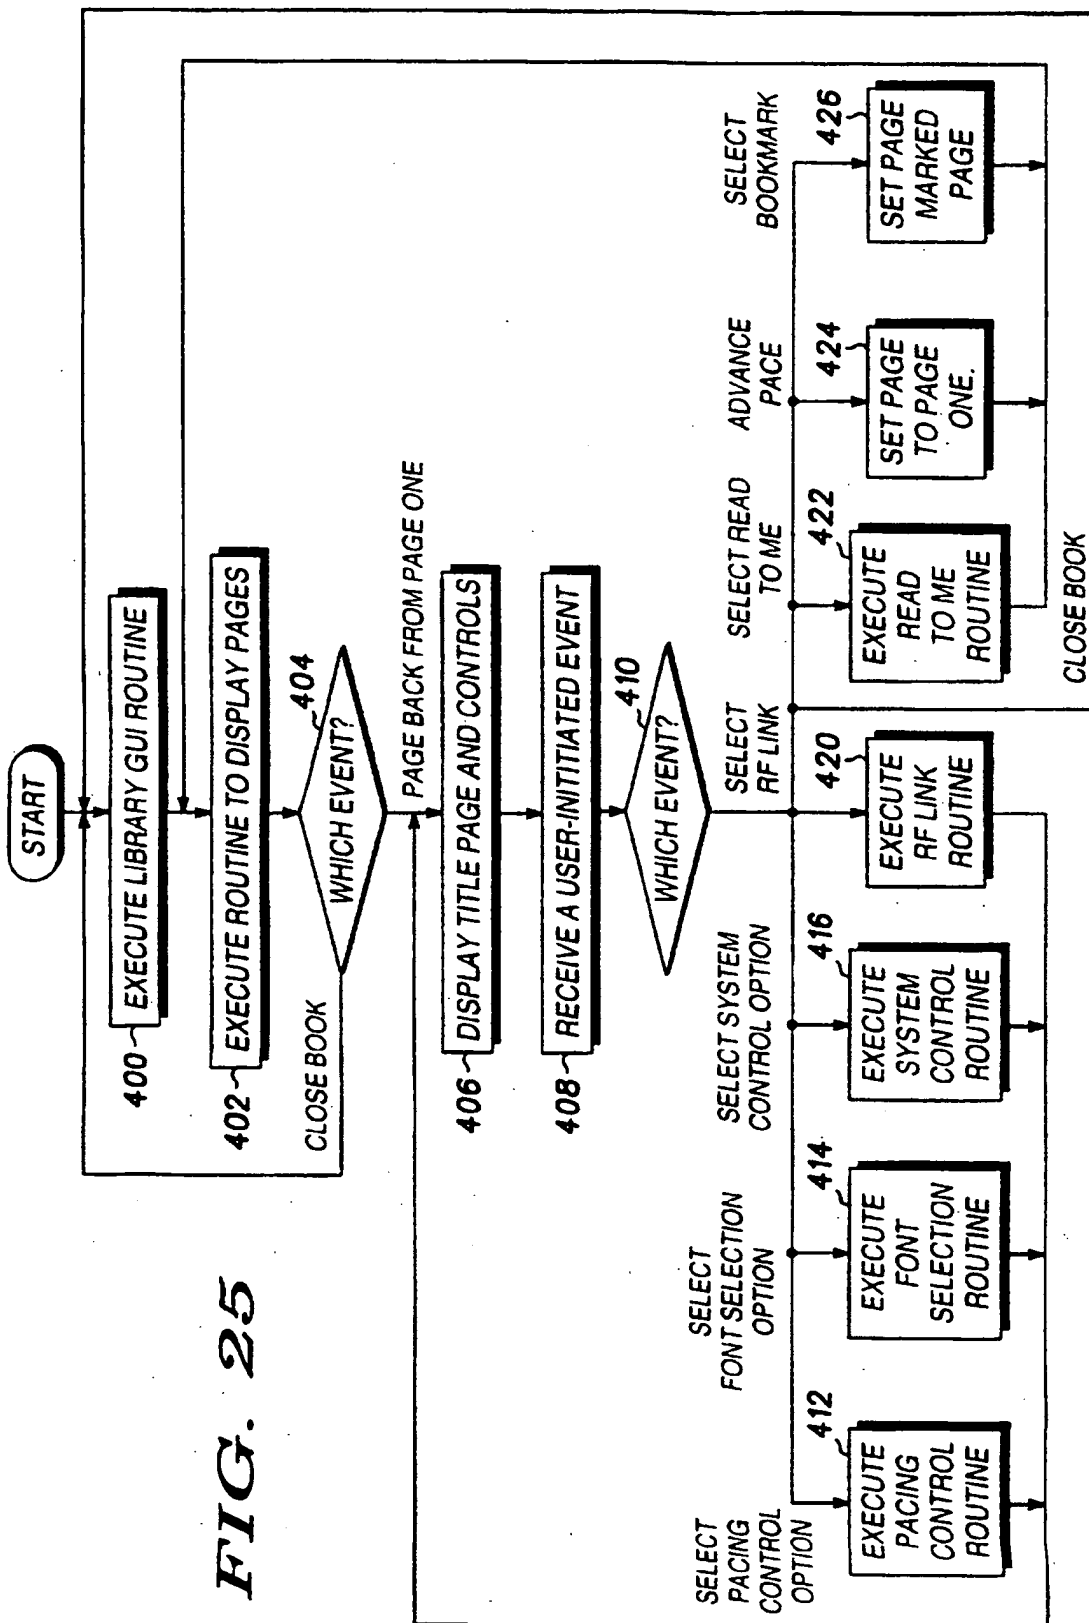 FIG. 25
START
400
EXECUTE LIBRARY GUI ROUTINE
402
EXECUTE ROUTINE TO DISPLAY PAGES
404
WHICH EVENT?
CLOSE BOOK
PAGE BACK FROM PAGE ONE
406
DISPLAY TITLE PAGE AND CONTROLS
408
RECEIVE A USER-INITITIATED EVENT
410
WHICH EVENT?
SELECT
PACING
CONTROL
OPTION
412
EXECUTE
PACING
CONTROL
ROUTINE
SELECT
FONT SELECTION
OPTION
414
EXECUTE
FONT
SELECTION
ROUTINE
SELECT SYSTEM
CONTROL OPTION
416
EXECUTE
SYSTEM
CONTROL
ROUTINE
SELECT
RF LINK
420
EXECUTE
RF LINK
ROUTINE
SELECT READ
TO ME
422
EXECUTE
READ
TO ME
ROUTINE
ADVANCE
PACE
424
SET PAGE
TO PAGE
ONE.
SELECT
BOOKMARK
426
SET PAGE
MARKED
PAGE
CLOSE BOOK